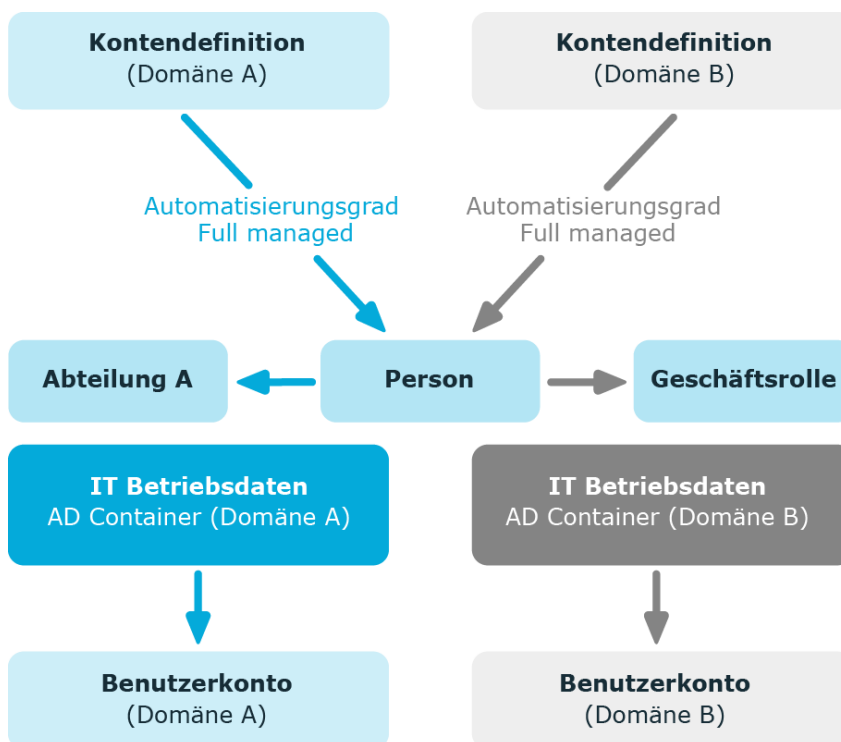 Kontendefinition
(Domäne A)
Kontendefinition
(Domäne B)
Automatisierungsgrad
Full managed
Automatisierungsgrad
Full managed
Abteilung A
Person
Geschäftsrolle
IT Betriebsdaten
AD Container (Domäne A)
IT Betriebsdaten
AD Container (Domäne B)
Benutzerkonto
(Domäne A)
Benutzerkonto
(Domäne B)